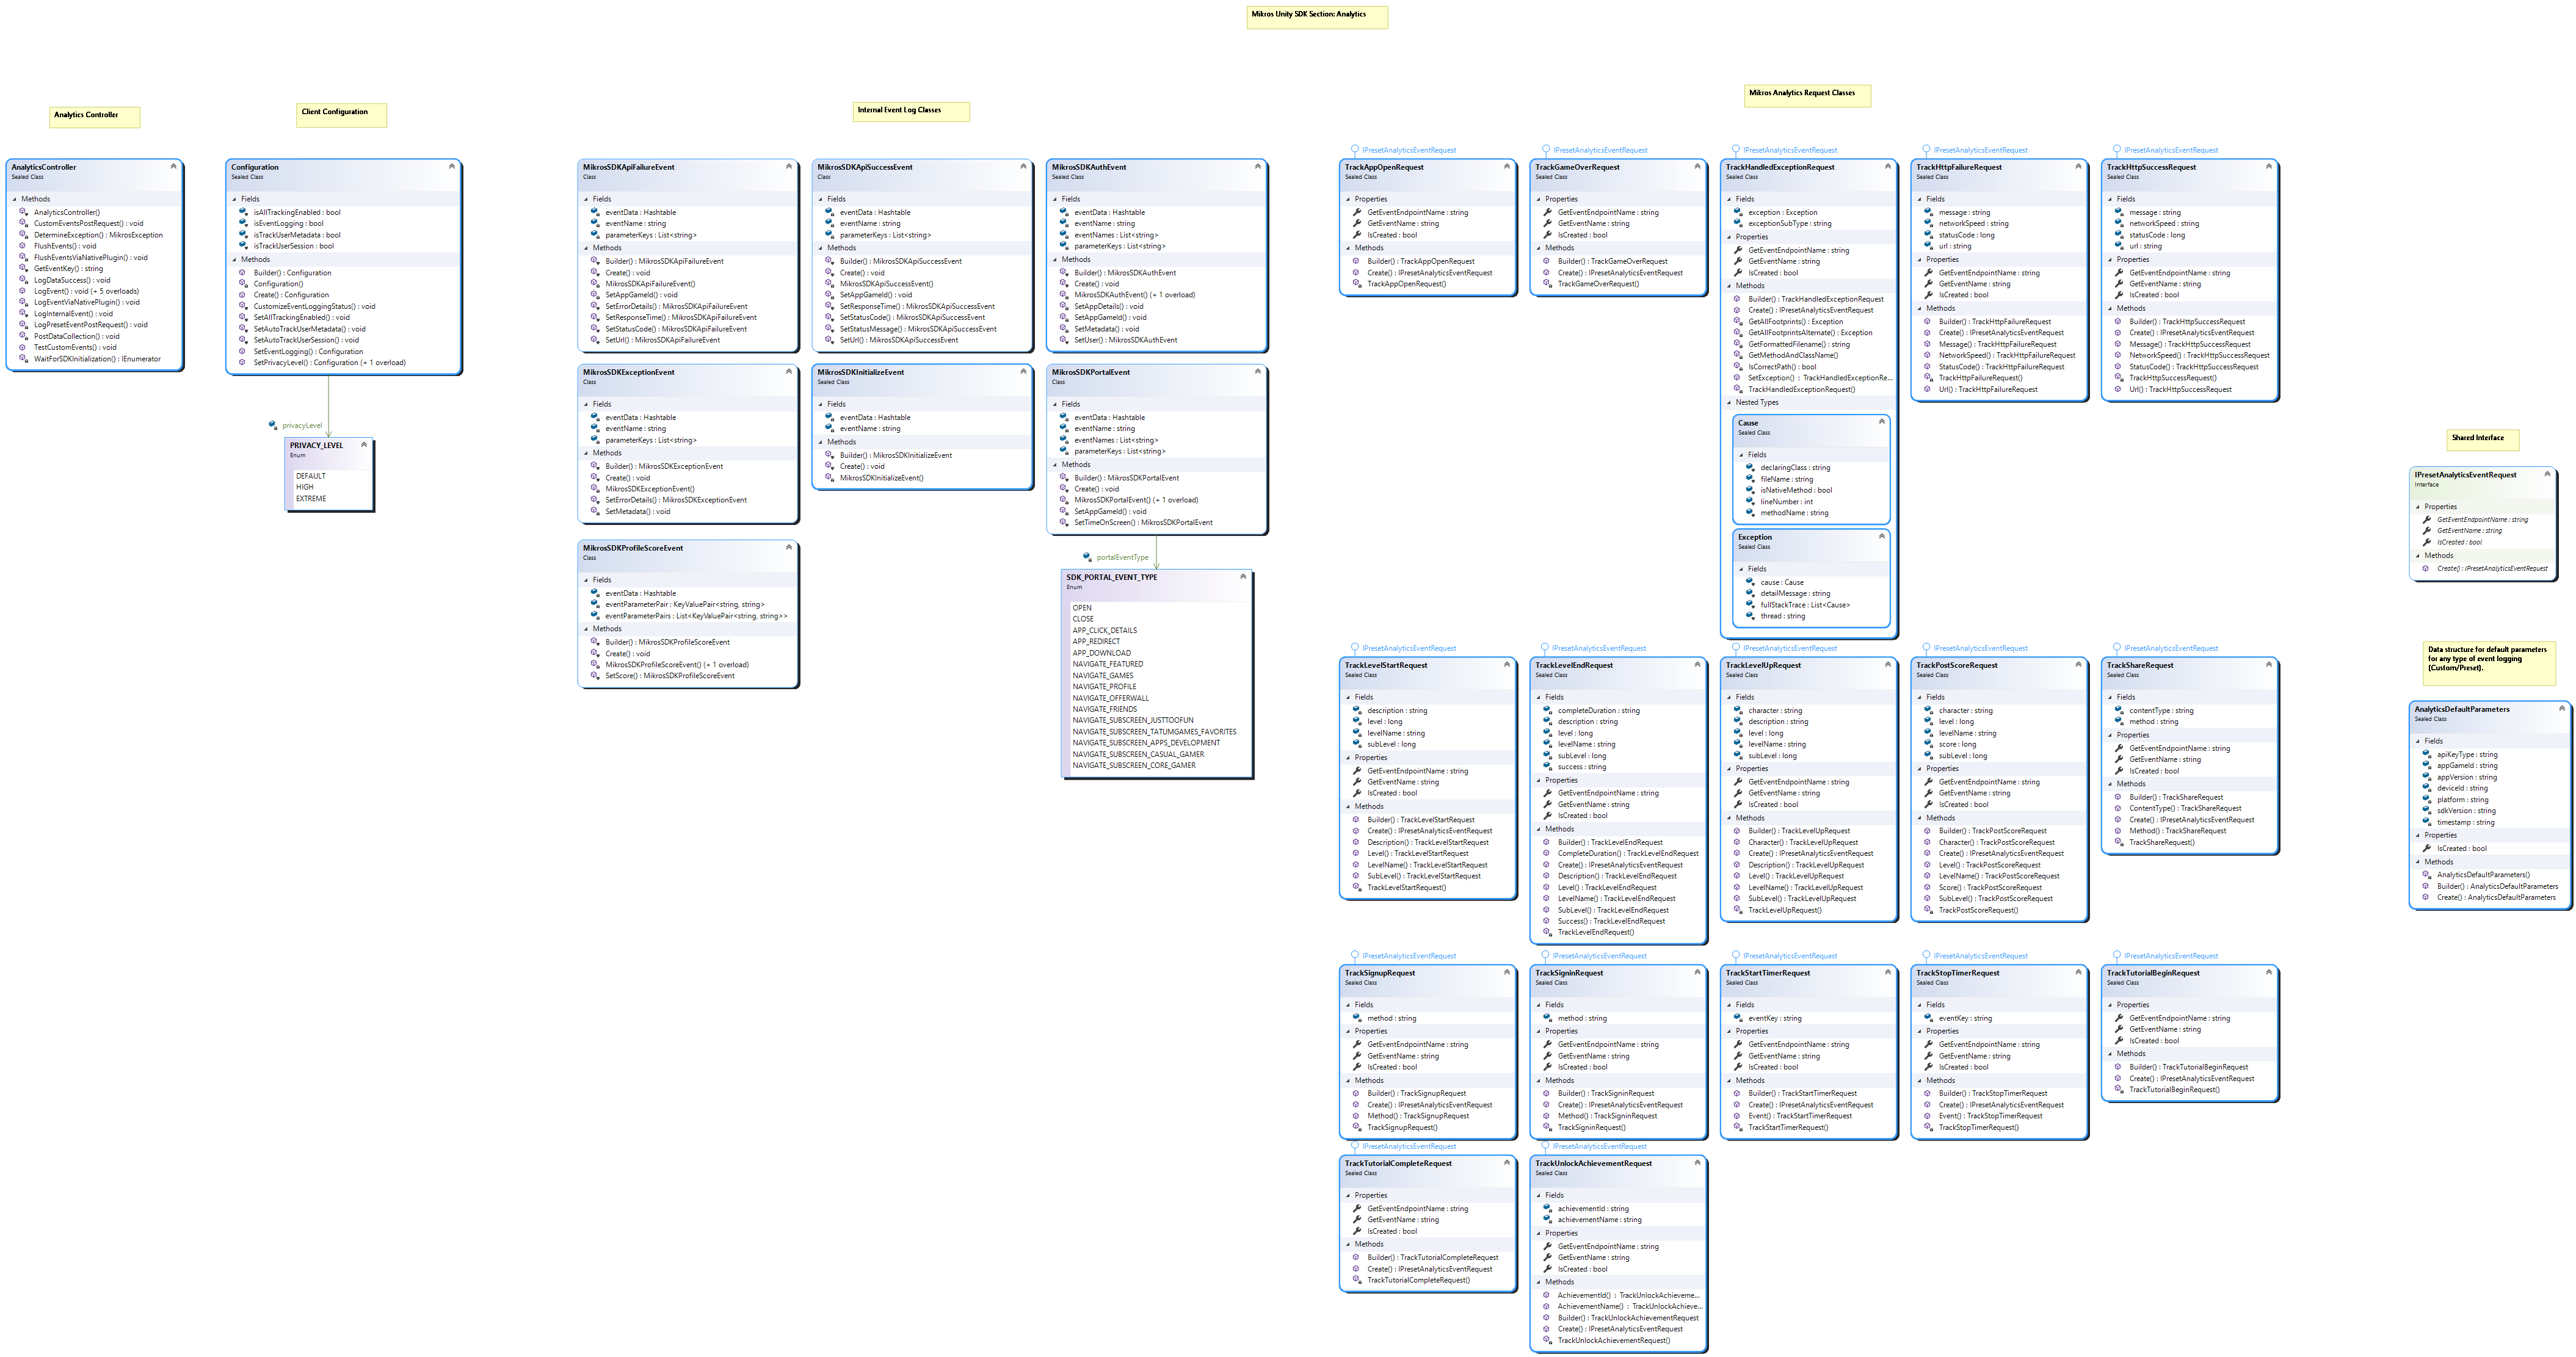 Mikros Unity SDK Section: Analytics
Analytics Controller
AnalyticsController
Sealed Class
Methods
AnalyticsController()
CustomEventsPostRequest() : void
DetermineException() : MikrosException
FlushEvents() : void
FlushEventsViaNativePlugin() : void
GetEventKey() : string
LogDataSuccess() : void
LogEvent() : void (+ 5 overloads)
LogEventViaNativePlugin() : void
LogInternalEvent() : void
LogPresetEventPostRequest() : void
PostDataCollection() : void
TestCustomEvents() : void
WaitForSDKInitialization() : IEnumerator
Client Configuration
Configuration
Sealed Class
Fields
isAllTrackingEnabled : bool
isEventLogging : bool
isTrackUserMetadata : bool
isTrackUserSession : bool
Methods
Builder() : Configuration
Configuration()
Create() : Configuration
CustomizeEventLoggingStatus() : void
SetAllTrackingEnabled() : void
SetAutoTrackUserMetadata() : void
SetAutoTrackUserSession() : void
SetEventLogging() : Configuration
SetPrivacyLevel() : Configuration (+ 1 overload)
privacyLevel
PRIVACY_LEVEL
Enum
DEFAULT
HIGH
EXTREME
Internal Event Log Classes
MikrosSDKApiFailureEvent
Class
Fields
eventData : Hashtable
eventName : string
parameterKeys : List<string>
Methods
Builder() : MikrosSDKApiFailureEvent
Create() : void
MikrosSDKApiFailureEvent()
SetAppGameId() : void
SetErrorDetails() : MikrosSDKApiFailureEvent
SetResponseTime() : MikrosSDKApiFailureEvent
SetStatusCode() : MikrosSDKApiFailureEvent
SetUrl() : MikrosSDKApiFailureEvent
MikrosSDKApiSuccessEvent
Class
Fields
eventData : Hashtable
eventName : string
parameterKeys : List<string>
Methods
Builder() : MikrosSDKApiSuccessEvent
Create() : void
MikrosSDKApiSuccessEvent()
SetAppGameId() : void
SetResponseTime() : MikrosSDKApiSuccessEvent
SetStatusCode() : MikrosSDKApiSuccessEvent
SetStatusMessage() : MikrosSDKApiSuccessEvent
SetUrl() : MikrosSDKApiSuccessEvent
MikrosSDKAuthEvent
Sealed Class
Fields
eventData : Hashtable
eventName : string
eventNames : List<string>
parameterKeys : List<string>
Methods
Builder() : MikrosSDKAuthEvent
Create() : void
MikrosSDKAuthEvent() (+ 1 overload)
SetAppDetails() : void
SetAppGameId() : void
SetMetadata() : void
SetUser() : MikrosSDKAuthEvent
MikrosSDKExceptionEvent
Class
Fields
eventData : Hashtable
eventName : string
parameterKeys : List<string>
Methods
Builder() : MikrosSDKExceptionEvent
Create() : void
MikrosSDKExceptionEvent()
SetErrorDetails() : MikrosSDKExceptionEvent
SetMetadata() : void
MikrosSDKInitializeEvent
Sealed Class
Fields
eventData : Hashtable
eventName : string
Methods
Builder() : MikrosSDKInitializeEvent
Create() : void
MikrosSDKInitializeEvent()
MikrosSDKPortalEvent
Class
Fields
eventData : Hashtable
eventName : string
eventNames : List<string>
parameterKeys : List<string>
Methods
Builder() : MikrosSDKPortalEvent
Create() : void
MikrosSDKPortalEvent() (+ 1 overload)
SetAppGameId() : void
SetTimeOnScreen() : MikrosSDKPortalEvent
MikrosSDKProfileScoreEvent
Class
Fields
eventData : Hashtable
eventParameterPair : KeyValuePair<string, string>
eventParameterPairs : List<KeyValuePair<string, string>>
Methods
Builder() : MikrosSDKProfileScoreEvent
Create() : void
MikrosSDKProfileScoreEvent() (+ 1 overload)
SetScore() : MikrosSDKProfileScoreEvent
portalEventType
SDK_PORTAL_EVENT_TYPE
Enum
OPEN
CLOSE
APP_CLICK_DETAILS
APP_REDIRECT
APP_DOWNLOAD
NAVIGATE_FEATURED
NAVIGATE_GAMES
NAVIGATE_PROFILE
NAVIGATE_OFFERWALL
NAVIGATE_FRIENDS
NAVIGATE_SUBSCREEN_JUSTTOOFUN
NAVIGATE_SUBSCREEN_TATUMGAMES_FAVORITES
NAVIGATE_SUBSCREEN_APPS_DEVELOPMENT
NAVIGATE_SUBSCREEN_CASUAL_GAMER
NAVIGATE_SUBSCREEN_CORE_GAMER
Mikros Analytics Request Classes
IPresetAnalyticsEventRequest
TrackAppOpenRequest
Sealed Class
Properties
GetEventEndpointName : string
GetEventName : string
IsCreated : bool
Methods
Builder() : TrackAppOpenRequest
Create() : IPresetAnalyticsEventRequest
TrackAppOpenRequest()
IPresetAnalyticsEventRequest
TrackGameOverRequest
Sealed Class
Properties
GetEventEndpointName : string
GetEventName : string
IsCreated : bool
Methods
Builder() : TrackGameOverRequest
Create() : IPresetAnalyticsEventRequest
TrackGameOverRequest()
IPresetAnalyticsEventRequest
TrackHandledExceptionRequest
Sealed Class
Fields
exception : Exception
exceptionSubType : string
Properties
GetEventEndpointName : string
GetEventName : string
IsCreated : bool
Methods
Builder() : TrackHandledExceptionRequest
Create() : IPresetAnalyticsEventRequest
GetAllFootprints() : Exception
GetAllFootprintsAlternate() : Exception
GetFormattedFilename() : string
GetMethodAndClassName()
IsCorrectPath() : bool
SetException() : TrackHandledExceptionRe...
TrackHandledExceptionRequest()
Nested Types
Cause
Sealed Class
Fields
declaringClass : string
fileName : string
isNativeMethod : bool
lineNumber : int
methodName : string
Exception
Sealed Class
Fields
cause : Cause
detailMessage : string
fullStackTrace : List<Cause>
thread : string
IPresetAnalyticsEventRequest
TrackHttpFailureRequest
Sealed Class
Fields
message : string
networkSpeed : string
statusCode : long
url : string
Properties
GetEventEndpointName : string
GetEventName : string
IsCreated : bool
Methods
Builder() : TrackHttpFailureRequest
Create() : IPresetAnalyticsEventRequest
Message() : TrackHttpFailureRequest
NetworkSpeed() : TrackHttpFailureRequest
StatusCode() : TrackHttpFailureRequest
TrackHttpFailureRequest()
Url() : TrackHttpFailureRequest
IPresetAnalyticsEventRequest
TrackHttpSuccessRequest
Sealed Class
Fields
message : string
networkSpeed : string
statusCode : long
url : string
Properties
GetEventEndpointName : string
GetEventName : string
IsCreated : bool
Methods
Builder() : TrackHttpSuccessRequest
Create() : IPresetAnalyticsEventRequest
Message() : TrackHttpSuccessRequest
NetworkSpeed() : TrackHttpSuccessRequest
StatusCode() : TrackHttpSuccessRequest
TrackHttpSuccessRequest()
Url() : TrackHttpSuccessRequest
IPresetAnalyticsEventRequest
TrackLevelStartRequest
Sealed Class
Fields
description : string
level : long
levelName : string
subLevel : long
Properties
GetEventEndpointName : string
GetEventName : string
IsCreated : bool
Methods
Builder() : TrackLevelStartRequest
Create() : IPresetAnalyticsEventRequest
Description() : TrackLevelStartRequest
Level() : TrackLevelStartRequest
LevelName() : TrackLevelStartRequest
SubLevel() : TrackLevelStartRequest
TrackLevelStartRequest()
IPresetAnalyticsEventRequest
TrackLevelEndRequest
Sealed Class
Fields
completeDuration : string
description : string
level : long
levelName : string
subLevel : long
success : string
Properties
GetEventEndpointName : string
GetEventName : string
IsCreated : bool
Methods
Builder() : TrackLevelEndRequest
CompleteDuration() : TrackLevelEndRequest
Create() : IPresetAnalyticsEventRequest
Description() : TrackLevelEndRequest
Level() : TrackLevelEndRequest
LevelName() : TrackLevelEndRequest
SubLevel() : TrackLevelEndRequest
Success() : TrackLevelEndRequest
TrackLevelEndRequest()
IPresetAnalyticsEventRequest
TrackLevelUpRequest
Sealed Class
Fields
character : string
description : string
level : long
levelName : string
subLevel : long
Properties
GetEventEndpointName : string
GetEventName : string
IsCreated : bool
Methods
Builder() : TrackLevelUpRequest
Character() : TrackLevelUpRequest
Create() : IPresetAnalyticsEventRequest
Description() : TrackLevelUpRequest
Level() : TrackLevelUpRequest
LevelName() : TrackLevelUpRequest
SubLevel() : TrackLevelUpRequest
TrackLevelUpRequest()
IPresetAnalyticsEventRequest
TrackPostScoreRequest
Sealed Class
Fields
character : string
level : long
levelName : string
score : long
subLevel : long
Properties
GetEventEndpointName : string
GetEventName : string
IsCreated : bool
Methods
Builder() : TrackPostScoreRequest
Character() : TrackPostScoreRequest
Create() : IPresetAnalyticsEventRequest
Level() : TrackPostScoreRequest
LevelName() : TrackPostScoreRequest
Score() : TrackPostScoreRequest
SubLevel() : TrackPostScoreRequest
TrackPostScoreRequest()
IPresetAnalyticsEventRequest
TrackShareRequest
Sealed Class
Fields
contentType : string
method : string
Properties
GetEventEndpointName : string
GetEventName : string
IsCreated : bool
Methods
Builder() : TrackShareRequest
ContentType() : TrackShareRequest
Create() : IPresetAnalyticsEventRequest
Method() : TrackShareRequest
TrackShareRequest()
IPresetAnalyticsEventRequest
TrackSignupRequest
Sealed Class
Fields
method : string
Properties
GetEventEndpointName : string
GetEventName : string
IsCreated : bool
Methods
Builder() : TrackSignupRequest
Create() : IPresetAnalyticsEventRequest
Method() : TrackSignupRequest
TrackSignupRequest()
IPresetAnalyticsEventRequest
TrackSigninRequest
Sealed Class
Fields
method : string
Properties
GetEventEndpointName : string
GetEventName : string
IsCreated : bool
Methods
Builder() : TrackSigninRequest
Create() : IPresetAnalyticsEventRequest
Method() : TrackSigninRequest
TrackSigninRequest()
IPresetAnalyticsEventRequest
TrackStartTimerRequest
Sealed Class
Fields
eventKey : string
Properties
GetEventEndpointName : string
GetEventName : string
IsCreated : bool
Methods
Builder() : TrackStartTimerRequest
Create() : IPresetAnalyticsEventRequest
Event() : TrackStartTimerRequest
TrackStartTimerRequest()
IPresetAnalyticsEventRequest
TrackStopTimerRequest
Sealed Class
Fields
eventKey : string
Properties
GetEventEndpointName : string
GetEventName : string
IsCreated : bool
Methods
Builder() : TrackStopTimerRequest
Create() : IPresetAnalyticsEventRequest
Event() : TrackStopTimerRequest
TrackStopTimerRequest()
IPresetAnalyticsEventRequest
TrackTutorialBeginRequest
Sealed Class
Properties
GetEventEndpointName : string
GetEventName : string
IsCreated : bool
Methods
Builder() : TrackTutorialBeginRequest
Create() : IPresetAnalyticsEventRequest
TrackTutorialBeginRequest()
IPresetAnalyticsEventRequest
TrackTutorialCompleteRequest
Sealed Class
Properties
GetEventEndpointName : string
GetEventName : string
IsCreated : bool
Methods
Builder() : TrackTutorialCompleteRequest
Create() : IPresetAnalyticsEventRequest
TrackTutorialCompleteRequest()
IPresetAnalyticsEventRequest
TrackUnlockAchievementRequest
Sealed Class
Fields
achievementId : string
achievementName : string
Properties
GetEventEndpointName : string
GetEventName : string
IsCreated : bool
Methods
AchievementId() : TrackUnlockAchieveme...
AchievementName() : TrackUnlockAchieve...
Builder() : TrackUnlockAchievementRequest
Create() : IPresetAnalyticsEventRequest
TrackUnlockAchievementRequest()
Shared Interface
IPresetAnalyticsEventRequest
Interface
Properties
GetEventEndpointName : string
GetEventName : string
IsCreated : bool
Methods
Create() : IPresetAnalyticsEventRequest
Data structure for default parameters
for any type of event logging
(Custom/Preset).
AnalyticsDefaultParameters
Sealed Class
Fields
apiKeyType : string
appGameId : string
appVersion : string
deviceId : string
platform : string
sdkVersion : string
timestamp : string
Properties
IsCreated : bool
Methods
AnalyticsDefaultParameters()
Builder() : AnalyticsDefaultParameters
Create() : AnalyticsDefaultParameters